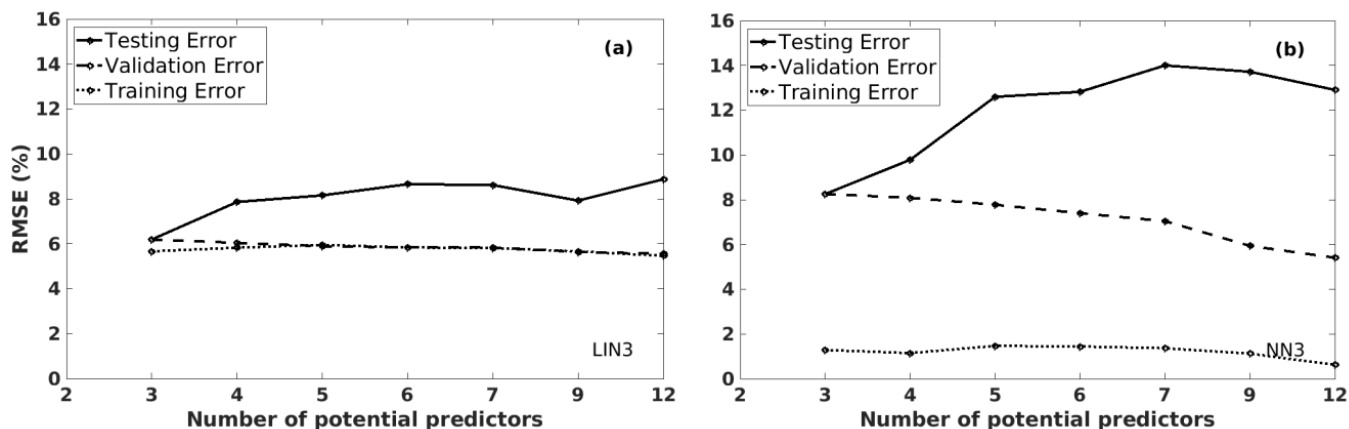 16
14
12
10
8
6
4
2
0
RMSE (%)
Testing Error
Validation Error
Training Error
(a)
LIN3
2 3 4 5 6 7 9 12
Number of potential predictors
16
14
12
10
8
6
4
2
0
Testing Error
Validation Error
Training Error
(b)
NN3
2 3 4 5 6 7 9 12
Number of potential predictors